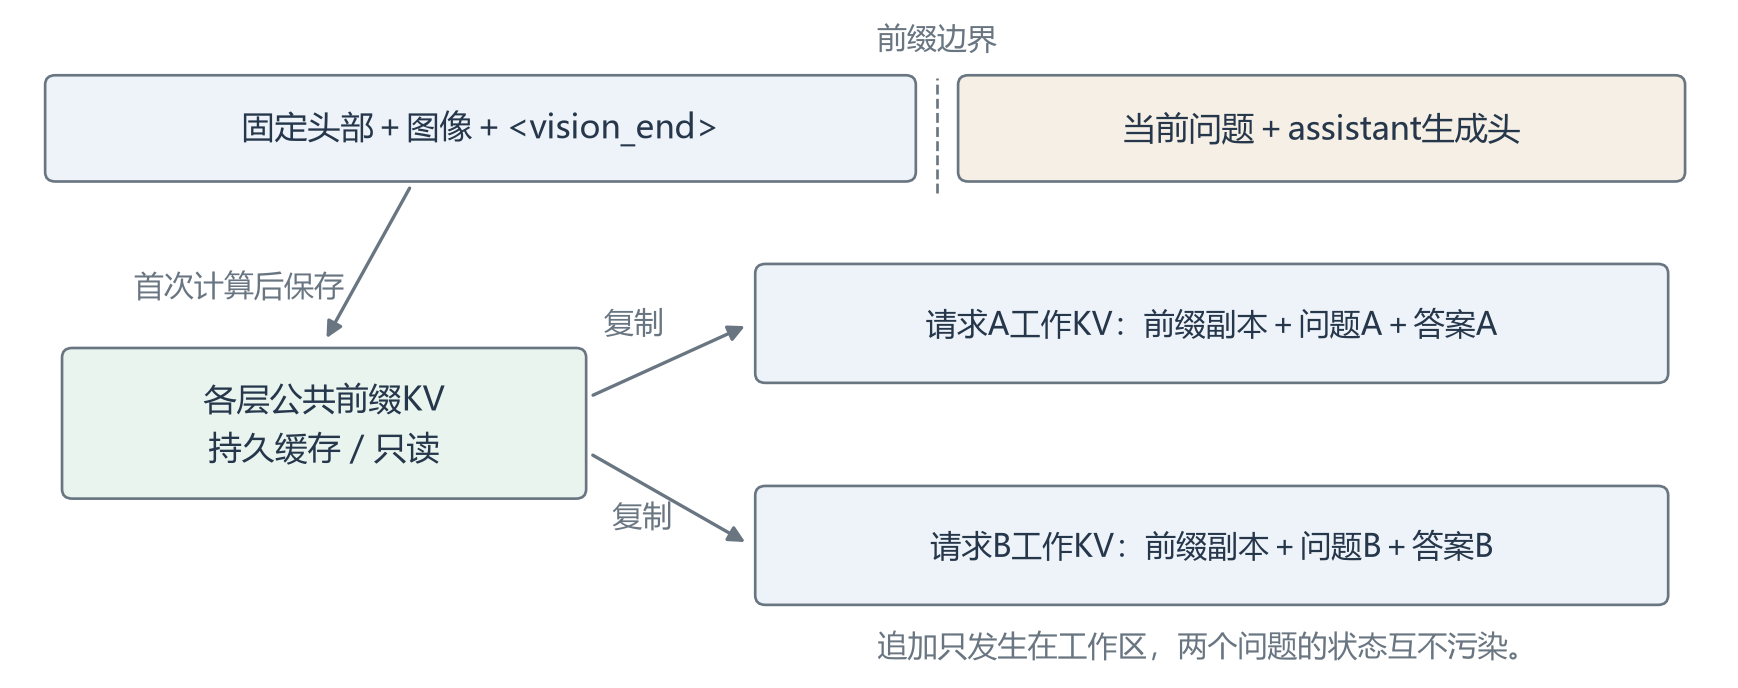 前缀边界
固定头部 + 图像 + <vision_end>
当前问题 + assistant生成头
首次计算后保存
复制
请求A工作KV：前缀副本 + 问题A + 答案A
各层公共前缀KV
持久缓存 / 只读
复制
请求B工作KV：前缀副本 + 问题B + 答案B
追加只发生在工作区，两个问题的状态互不污染。